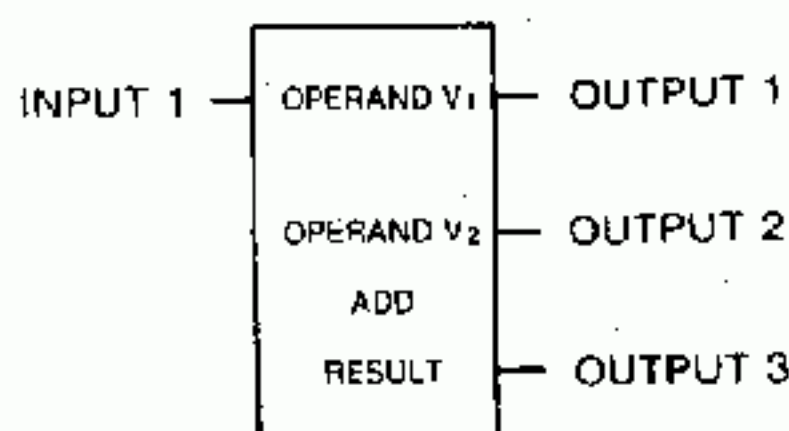 INPUT 1 OPERAND V1 OUTPUT 1
OPERAND V2 OUTPUT 2
ADD
RESULT OUTPUT 3